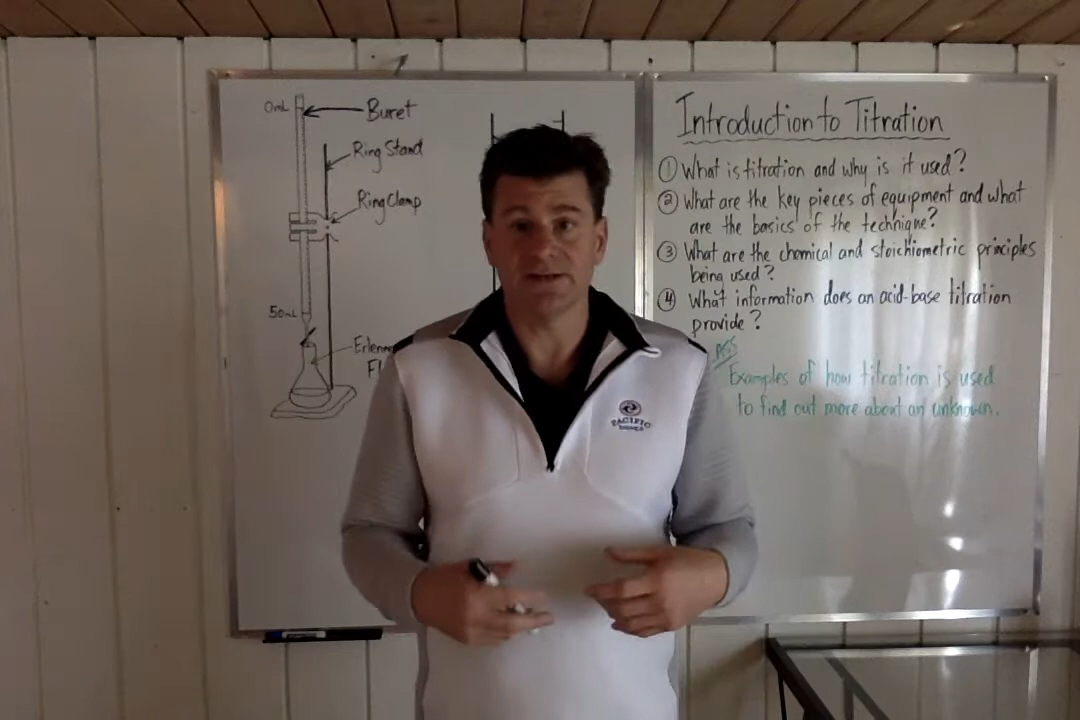 0mL
Buret
Ring Stand
Ring Clamp
50mL
Introduction to Titration
① What is titration and why is it used?
② What are the key pieces of equipment and what
are the basics of the technique?
③ What are the chemical and stoichiometric principles
being used?
④ What information does an acid-base titration
provide?
Examples of how titration is used
to find out more about an unknown.
PACIFIC